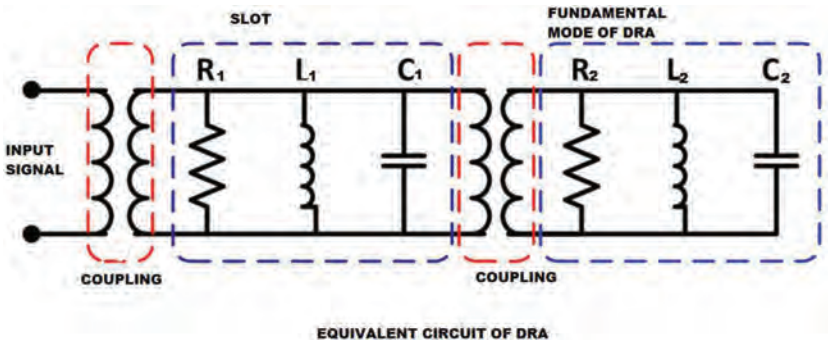 SLOT
FUNDAMENTAL
MODE OF DRA
R1 L1 C1 R2 L2 C2
INPUT
SIGNAL
COUPLING
COUPLING
EQUIVALENT CIRCUIT OF DRA